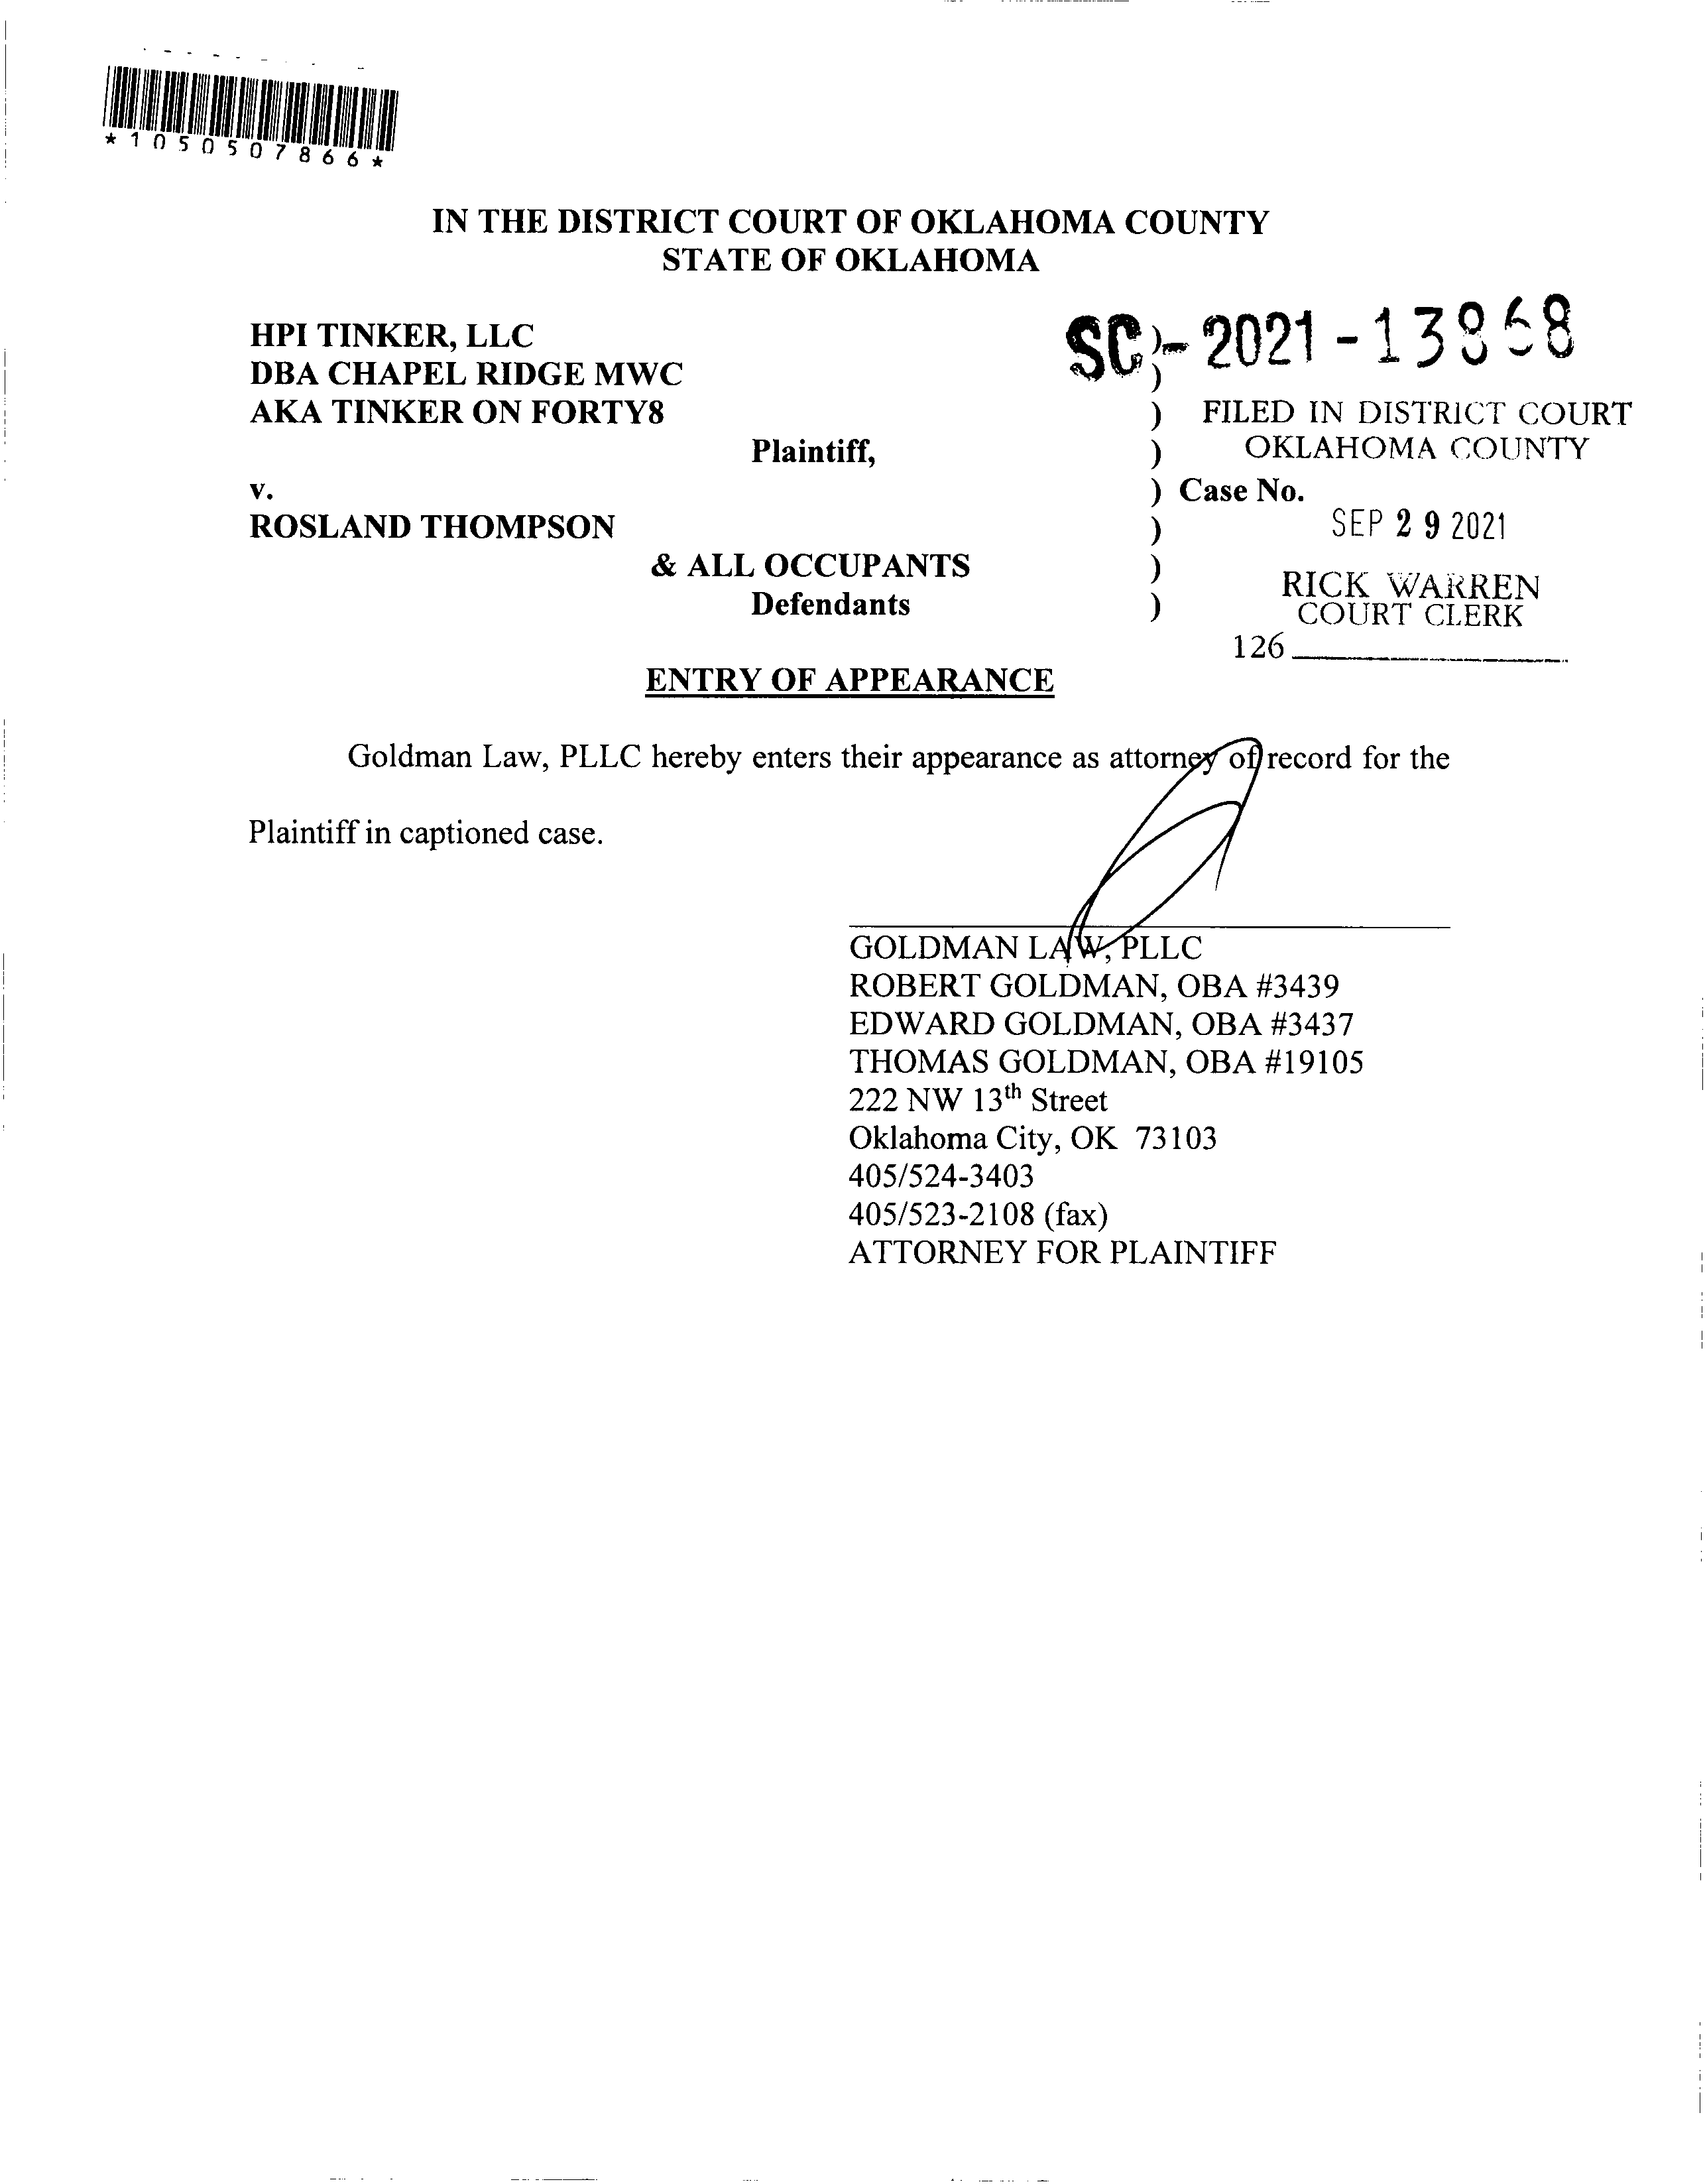 *1050507866*
IN THE DISTRICT COURT OF OKLAHOMA COUNTY
STATE OF OKLAHOMA
HPI TINKER, LLC
SC)-2021-13868
DBA CHAPEL RIDGE MWC )
AKA TINKER ON FORTY8 ) FILED IN DISTRICT COURT
Plaintiff, ) OKLAHOMA COUNTY
v. ) Case No.
ROSLAND THOMPSON ) SEP 29 2021
& ALL OCCUPANTS )
RICK WARREN
Defendants ) COURT CLERK
126
ENTRY OF APPEARANCE
Goldman Law, PLLC hereby enters their appearance as attorney of record for the
Plaintiff in captioned case.
GOLDMAN LAW, PLLC
ROBERT GOLDMAN, OBA #3439
EDWARD GOLDMAN, OBA #3437
THOMAS GOLDMAN, OBA #19105
222 NW 13th Street
Oklahoma City, OK 73103
405/524-3403
405/523-2108 (fax)
ATTORNEY FOR PLAINTIFF